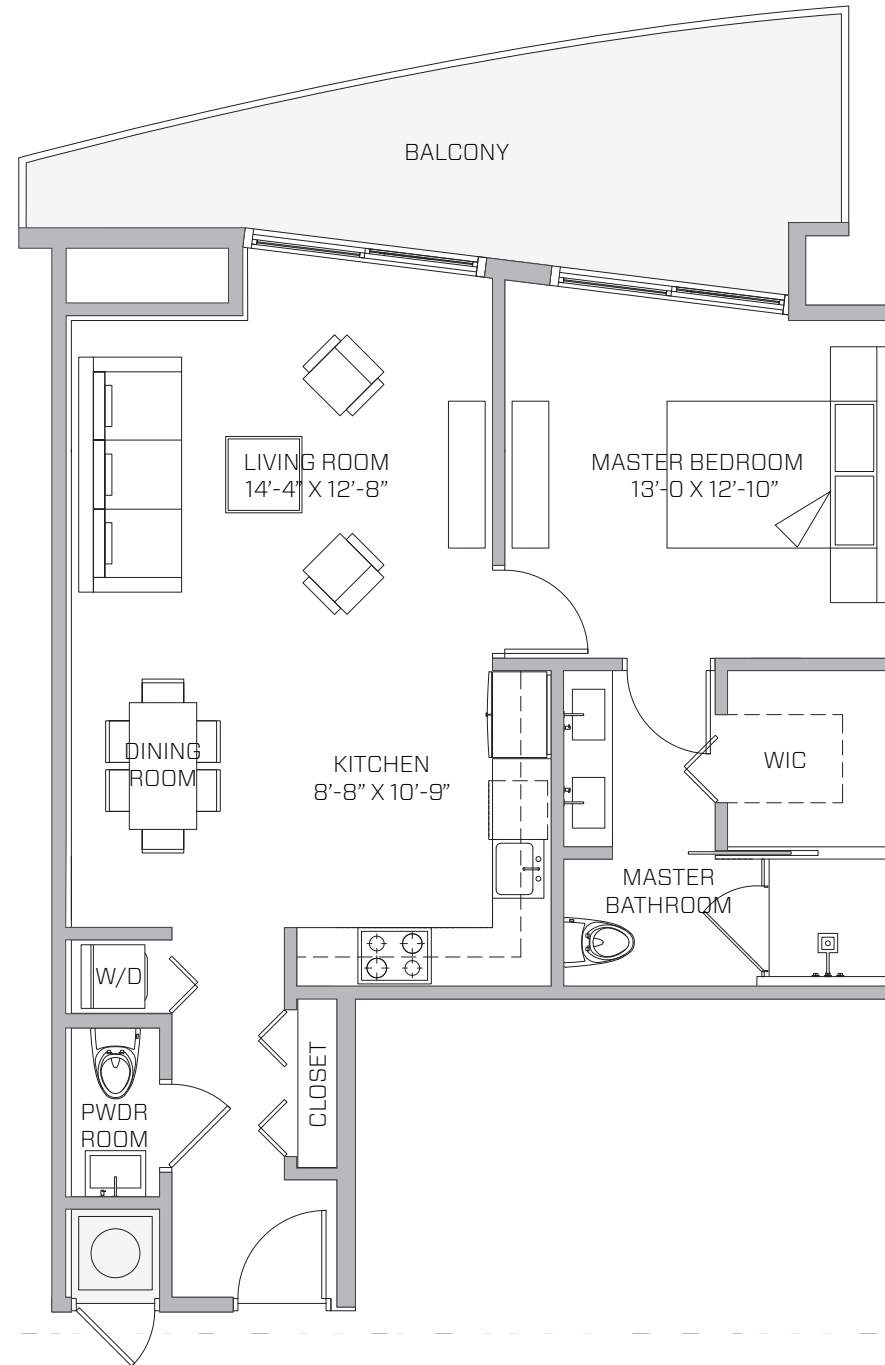 BALCONY
LIVING ROOM
14'-4” X 12'-8”
MASTER BEDROOM
13'-0 X 12'-10”
DINING
ROOM
KITCHEN
8'-8” X 10'-9”
WIC
MASTER
BATHROOM
W/D
CLOSET
PWDR
ROOM